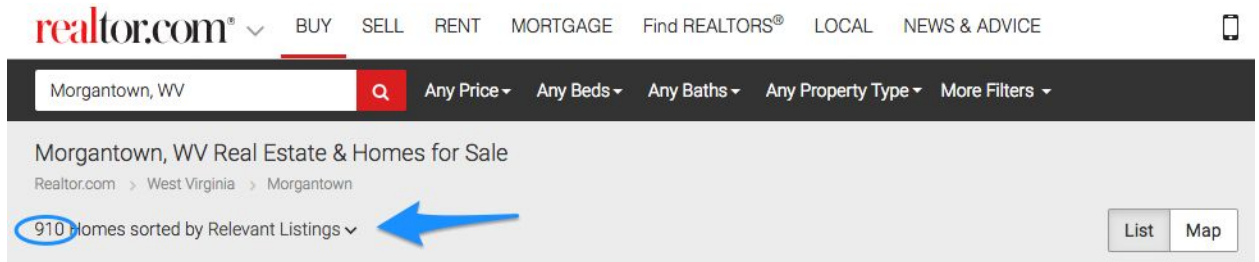 realtor.com® BUY SELL RENT MORTGAGE Find REALTORS® LOCAL NEWS & ADVICE
Morgantown, WV Any Price Any Beds Any Baths Any Property Type More Filters
Morgantown, WV Real Estate & Homes for Sale
Realtor.com > West Virginia > Morgantown
910 Homes sorted by Relevant Listings List Map